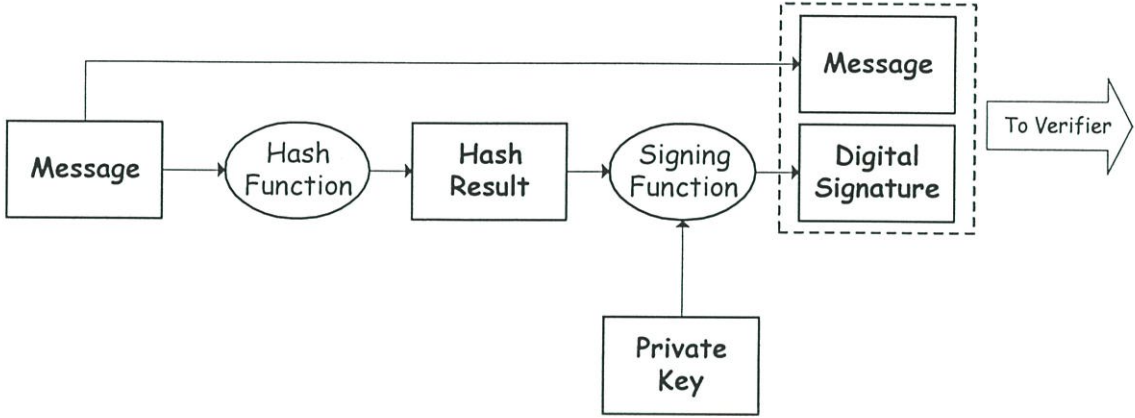 Message
Hash
Function
Hash
Result
Signing
Function
Message
Digital
Signature
To Verifier
Private
Key